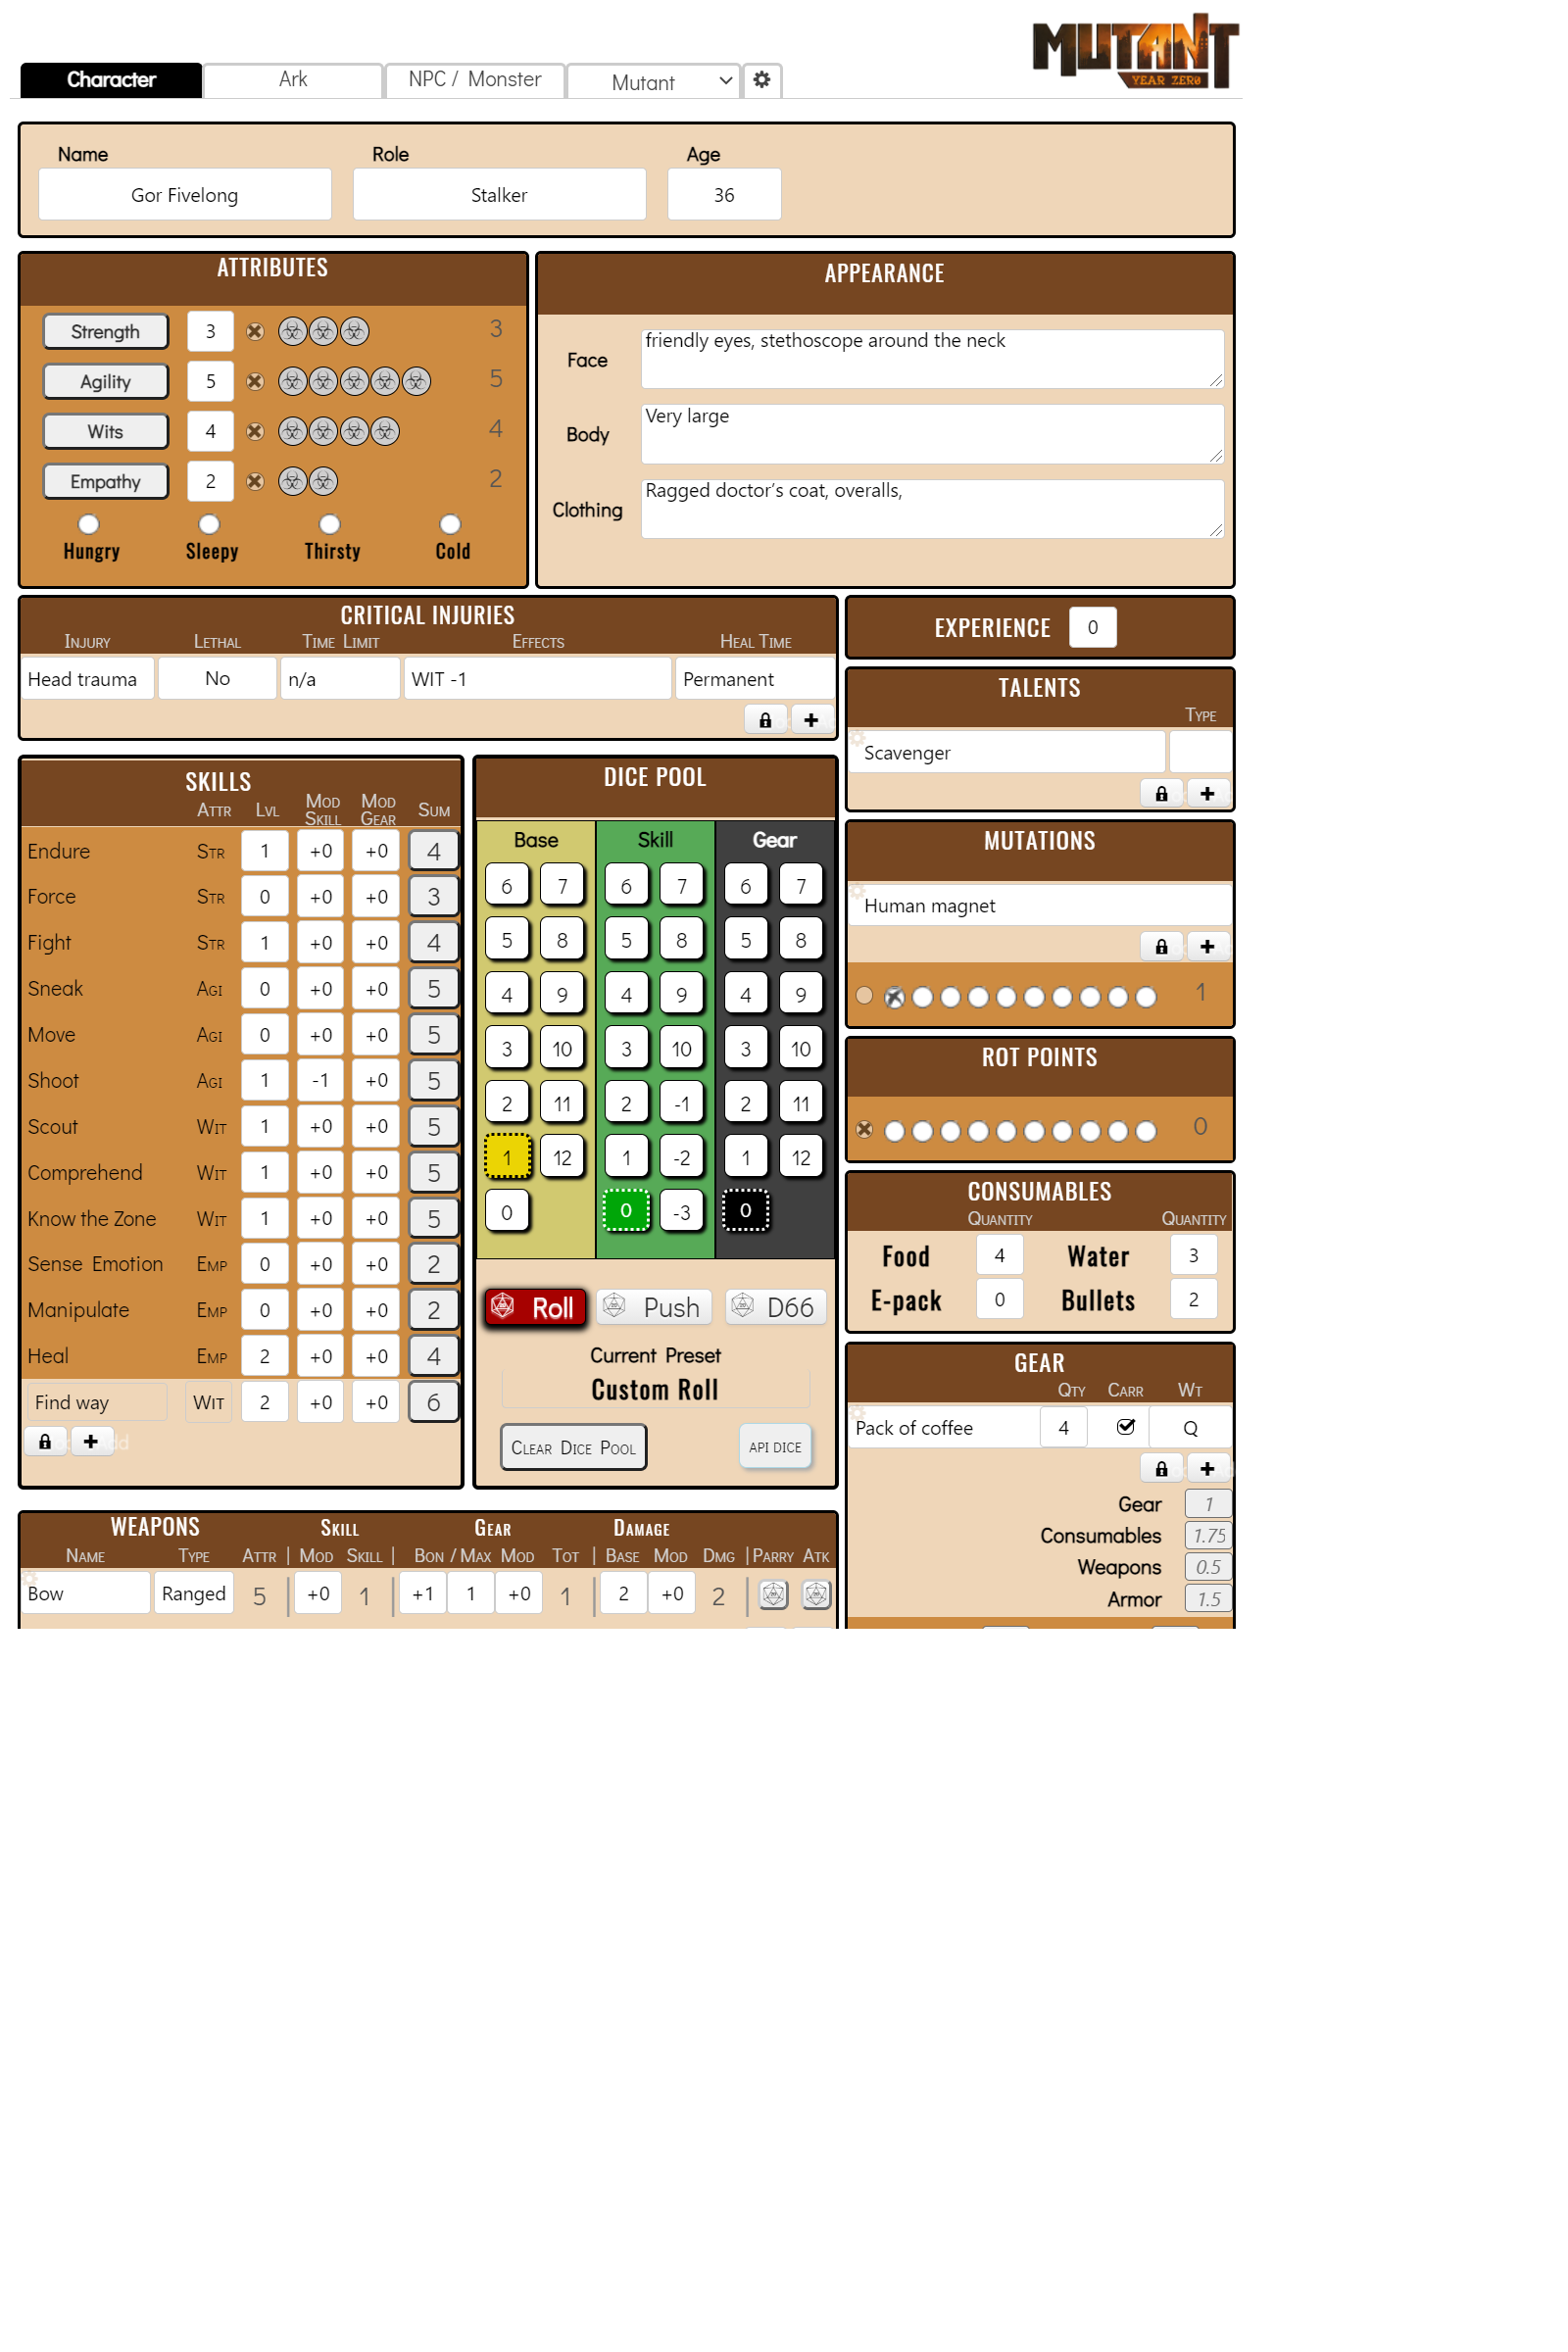 MUTANT
YEAR ZERO
Character Ark NPC / Monster Mutant
Name Role Age
Gor Fivelong Stalker 36
ATTRIBUTES
Strength 3 3
Agility 5 5
Wits 4 4
Empathy 2 2
Hungry Sleepy Thirsty Cold
APPEARANCE
Face friendly eyes, stethoscope around the neck
Body Very large
Clothing Ragged doctor's coat, overalls,
CRITICAL INJURIES
Injury Lethal Time Limit Effects Heal Time
Head trauma No n/a WIT -1 Permanent
EXPERIENCE 0
TALENTS
Type
Scavenger
MUTATIONS
Human magnet
1
ROT POINTS
0
CONSUMABLES
Quantity Quantity
Food 4 Water 3
E-pack 0 Bullets 2
GEAR
Qty Carr Wt
Pack of coffee 4 Q
Gear 1
Consumables 1.75
Weapons 0.5
Armor 1.5
SKILLS
Attr Lvl Mod Skill Mod Gear Sum
Endure Str 1 +0 +0 4
Force Str 0 +0 +0 3
Fight Str 1 +0 +0 4
Sneak Agi 0 +0 +0 5
Move Agi 0 +0 +0 5
Shoot Agi 1 -1 +0 5
Scout Wit 1 +0 +0 5
Comprehend Wit 1 +0 +0 5
Know the Zone Wit 1 +0 +0 5
Sense Emotion Emp 0 +0 +0 2
Manipulate Emp 0 +0 +0 2
Heal Emp 2 +0 +0 4
Find way Wit 2 +0 +0 6
DICE POOL
Base Skill Gear
6 7 6 7 6 7
5 8 5 8 5 8
4 9 4 9 4 9
3 10 3 10 3 10
2 11 2 -1 2 11
1 12 1 -2 1 12
0 0 -3 0
Roll Push D66
Current Preset
Custom Roll
Clear Dice Pool API DICE
WEAPONS Skill Gear Damage
Name Type Attr | Mod Skill | Bon / Max Mod Tot | Base Mod Dmg | Parry Atk
Bow Ranged 5 +0 1 +1 1 +0 1 2 +0 2